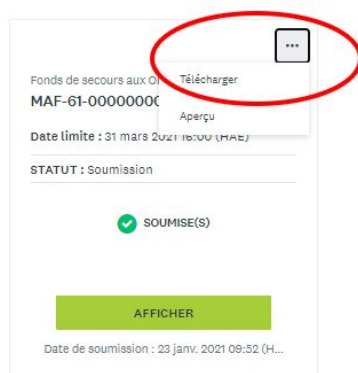 ...
Fonds de secours aux O
Télécharger
MAF-61-0000000
Aperçu
Date limite : 31 mars 2021 16:00 (HAE)
STATUT : Soumission
SOUMISE(S)
AFFICHER
Date de soumission : 23 janv. 2021 09:52 (H...